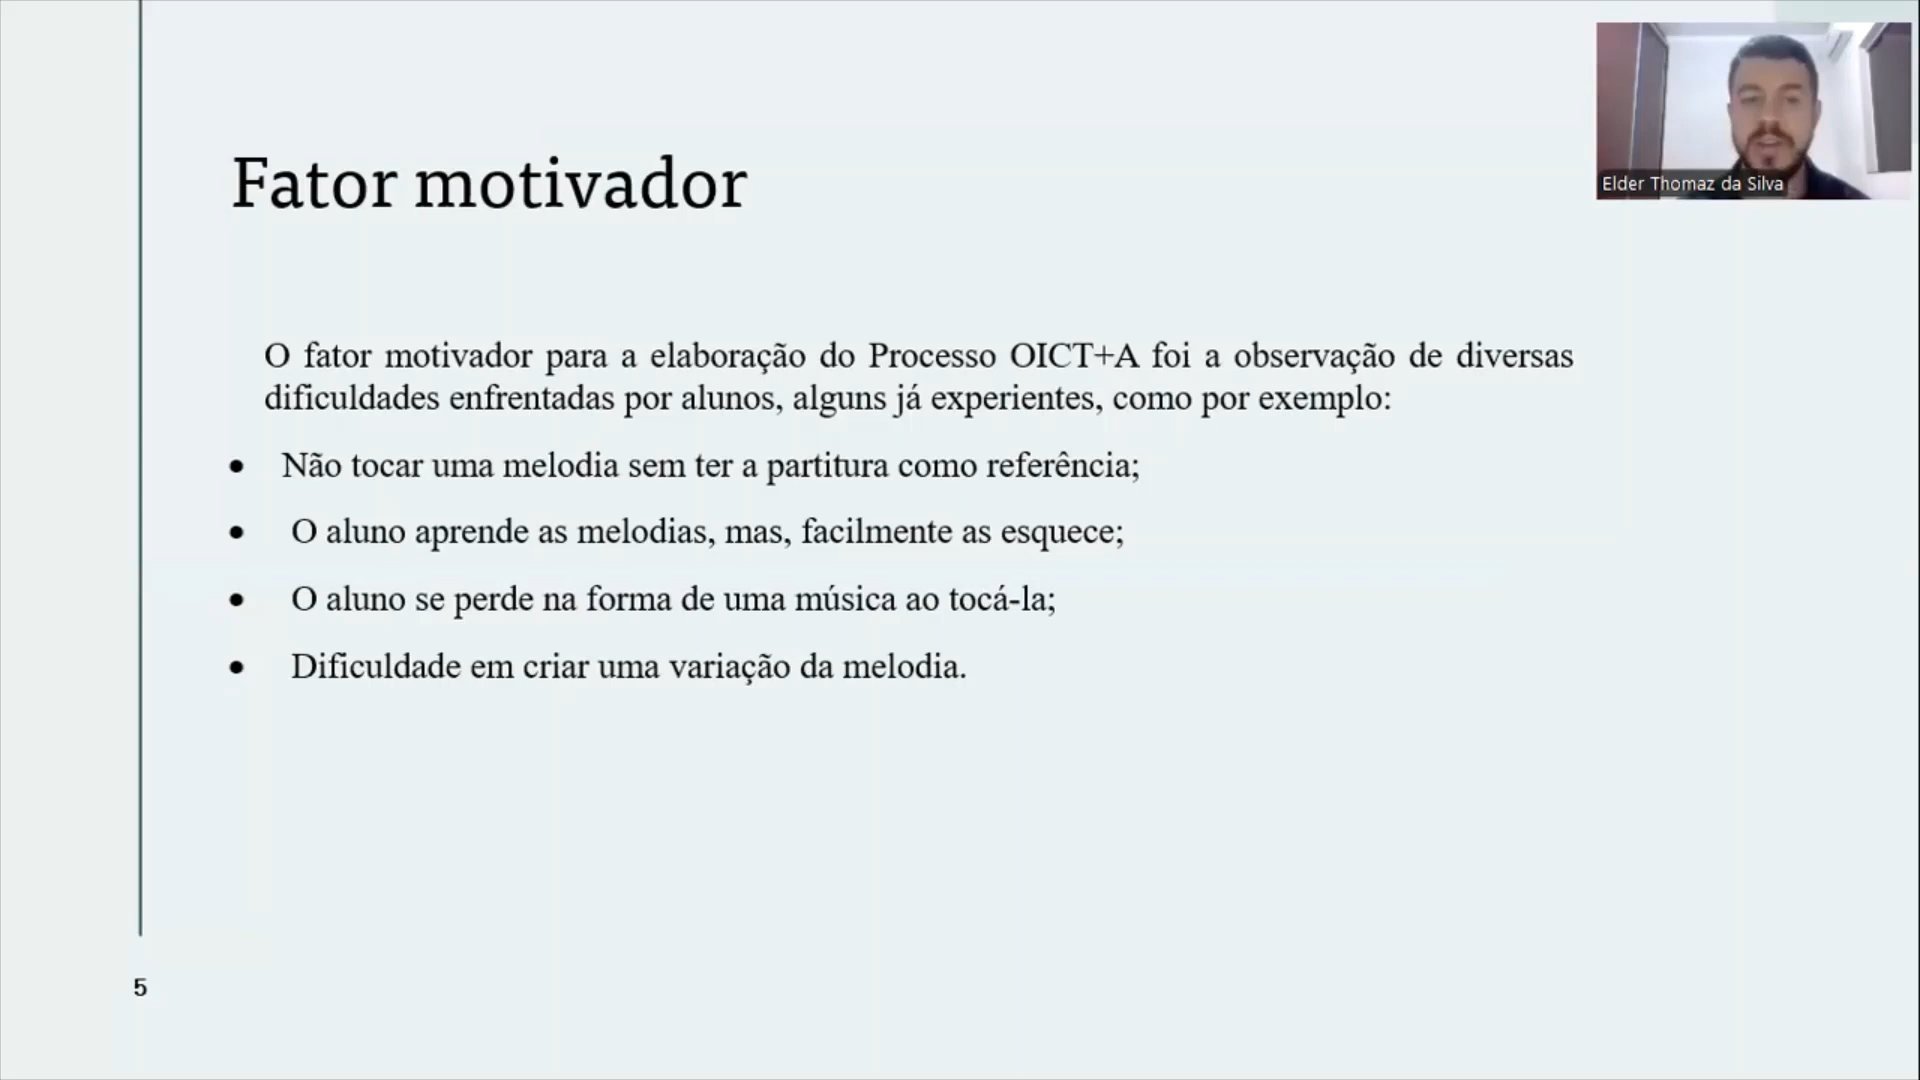 Fator motivador
Elder Thomaz da Silva
O fator motivador para a elaboração do Processo OICT+A foi a observação de diversas
dificuldades enfrentadas por alunos, alguns já experientes, como por exemplo:
• Não tocar uma melodia sem ter a partitura como referência;
• O aluno aprende as melodias, mas, facilmente as esquece;
• O aluno se perde na forma de uma música ao tocá-la;
• Dificuldade em criar uma variação da melodia.
5